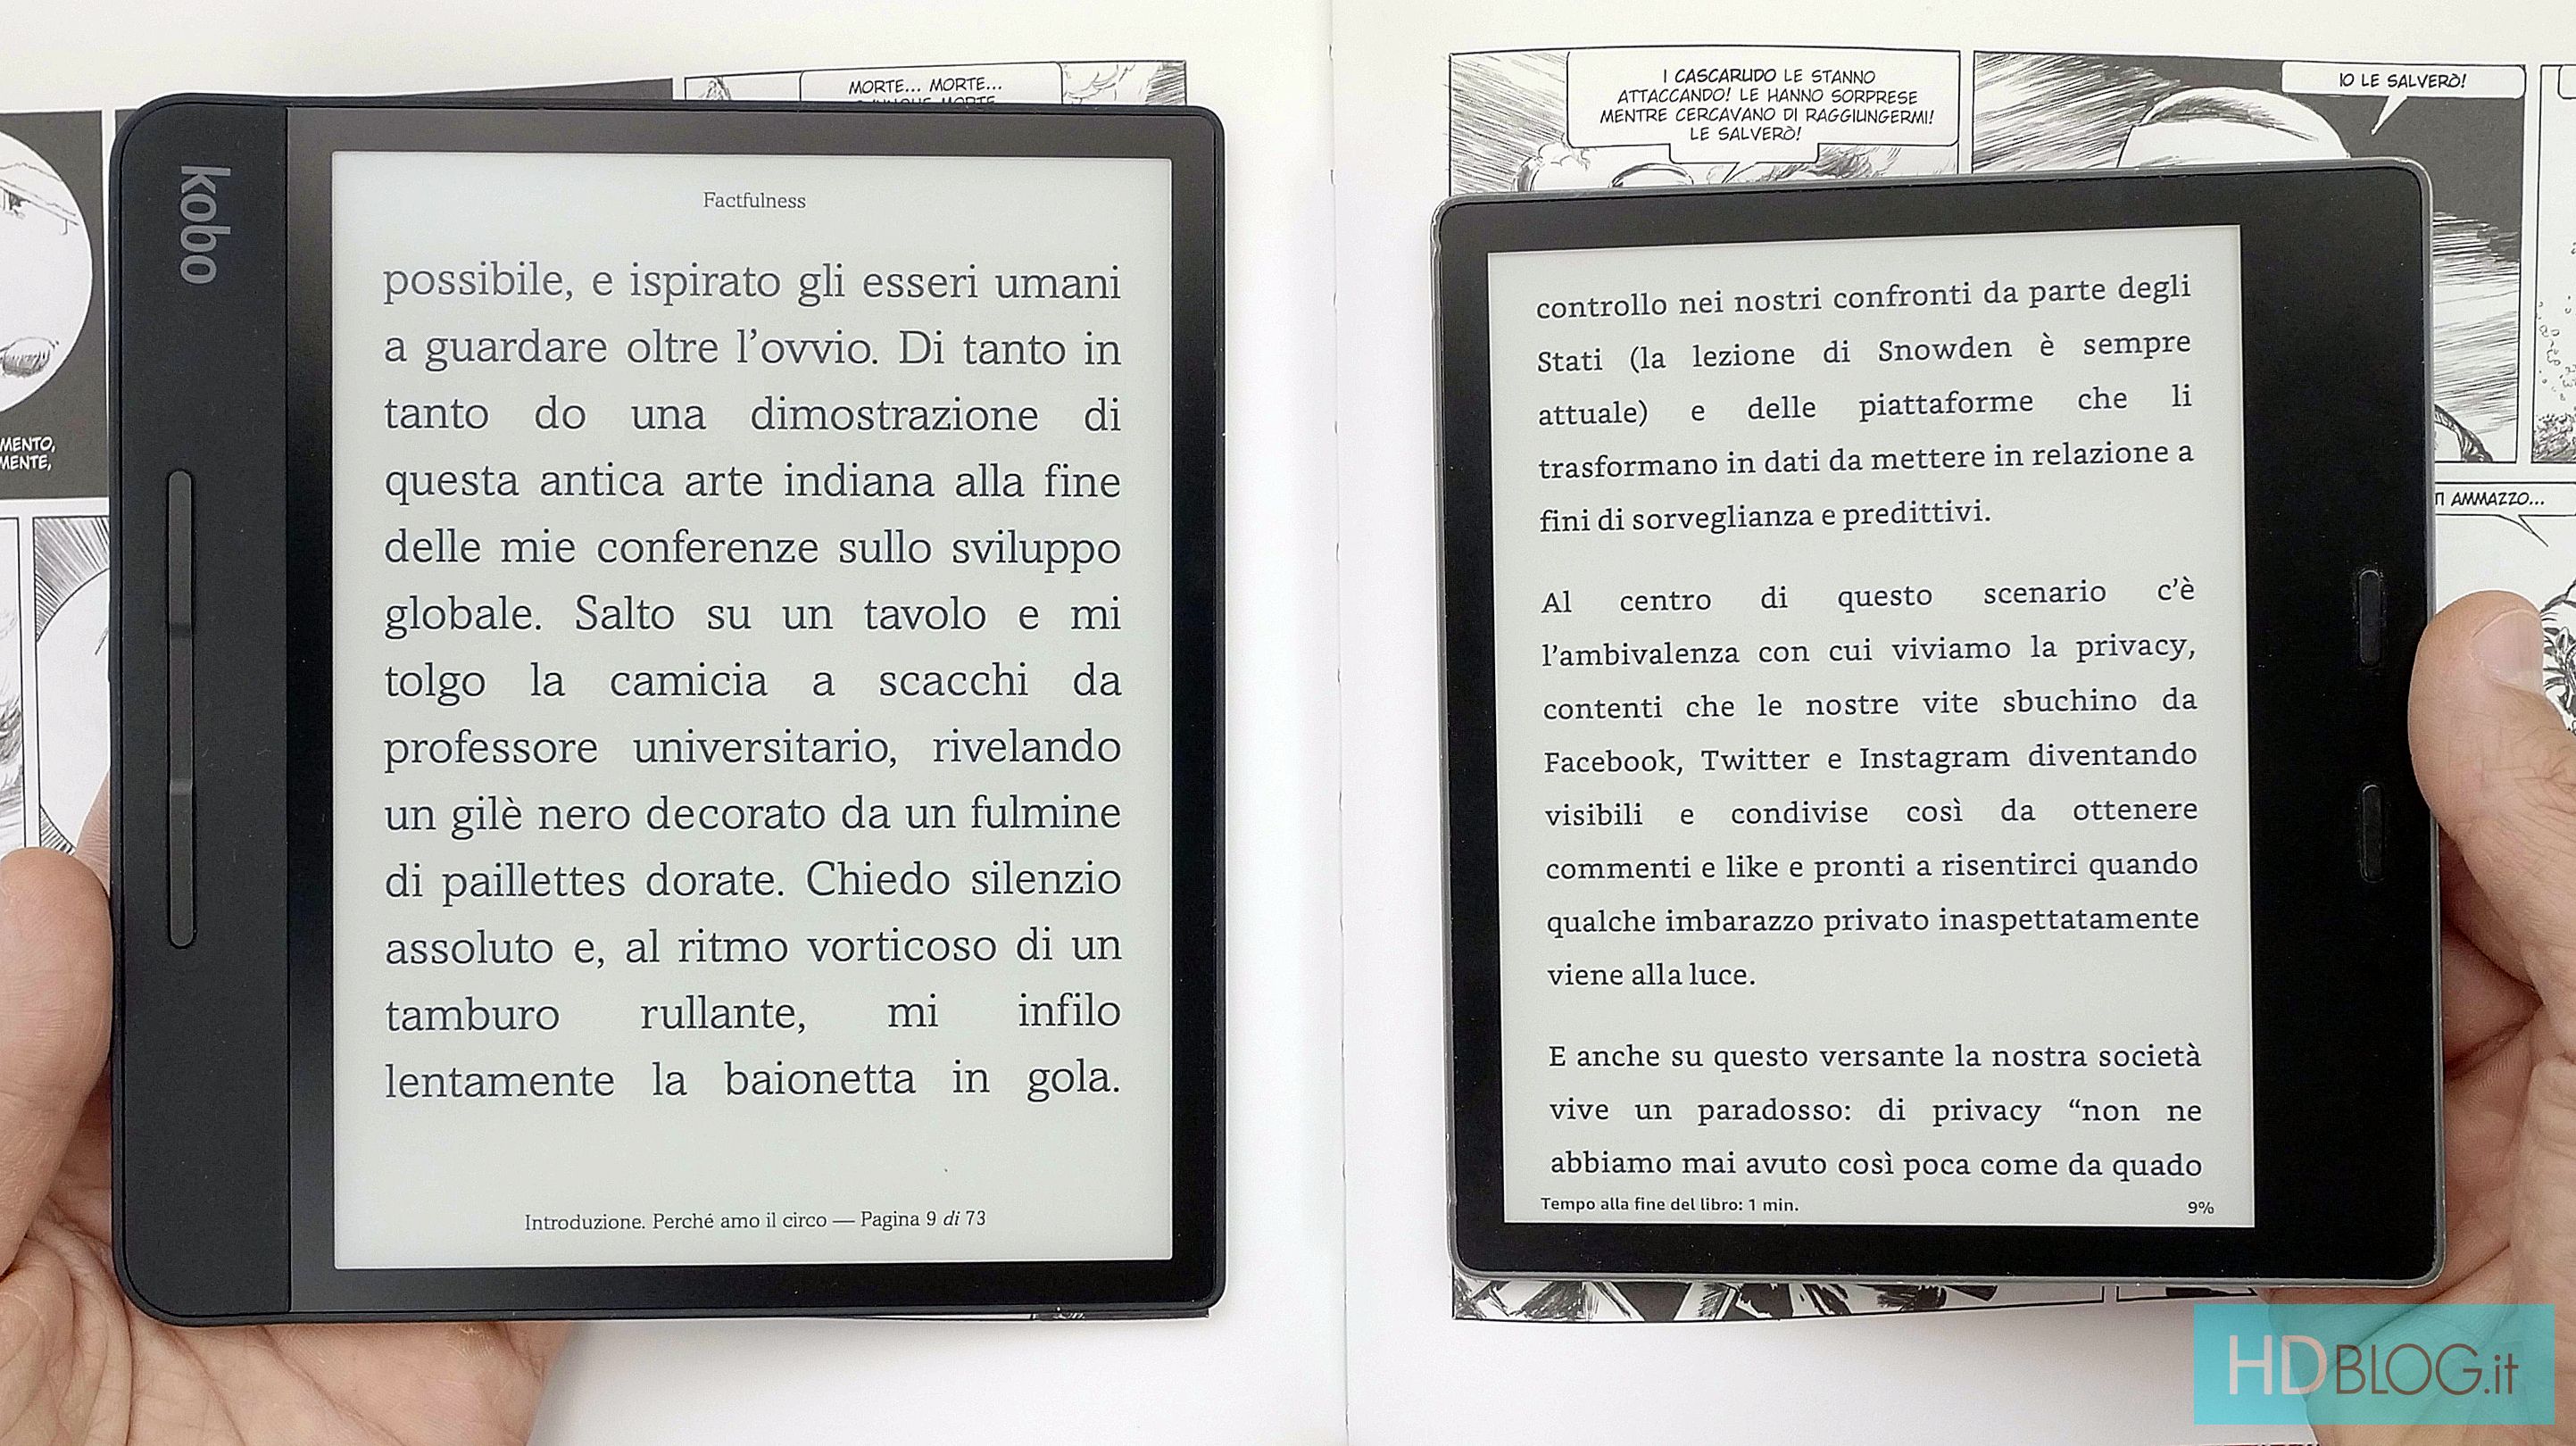 MORTE... MORTE...
I CASCARUDO LE STANNO
ATTACCANDO! LE HANNO SORPRESE
MENTRE CERCAVANO DI RAGGIUNGERMI!
LE SALVERÒ!
IO LE SALVERÒ!
MENTO,
MENTE,
kobo
Factfulness
possibile, e ispirato gli esseri umani
a guardare oltre l’ovvio. Di tanto in
tanto do una dimostrazione di
questa antica arte indiana alla fine
delle mie conferenze sullo sviluppo
globale. Salto su un tavolo e mi
tolgo la camicia a scacchi da
professore universitario, rivelando
un gilè nero decorato da un fulmine
di paillettes dorate. Chiedo silenzio
assoluto e, al ritmo vorticoso di un
tamburo rullante, mi infilo
lentamente la baionetta in gola.
Introduzione. Perché amo il circo — Pagina 9 di 73
controllo nei nostri confronti da parte degli
Stati (la lezione di Snowden è sempre
attuale) e delle piattaforme che li
trasformano in dati da mettere in relazione a
fini di sorveglianza e predittivi.
Al centro di questo scenario c’è
l’ambivalenza con cui viviamo la privacy,
contenti che le nostre vite sbuchino da
Facebook, Twitter e Instagram diventando
visibili e condivise così da ottenere
commenti e like e pronti a risentirci quando
qualche imbarazzo privato inaspettatamente
viene alla luce.
E anche su questo versante la nostra società
vive un paradosso: di privacy “non ne
abbiamo mai avuto così poca come da quado
Tempo alla fine del libro: 1 min.
9%
TI AMMAZZO...
HDBLOG.it